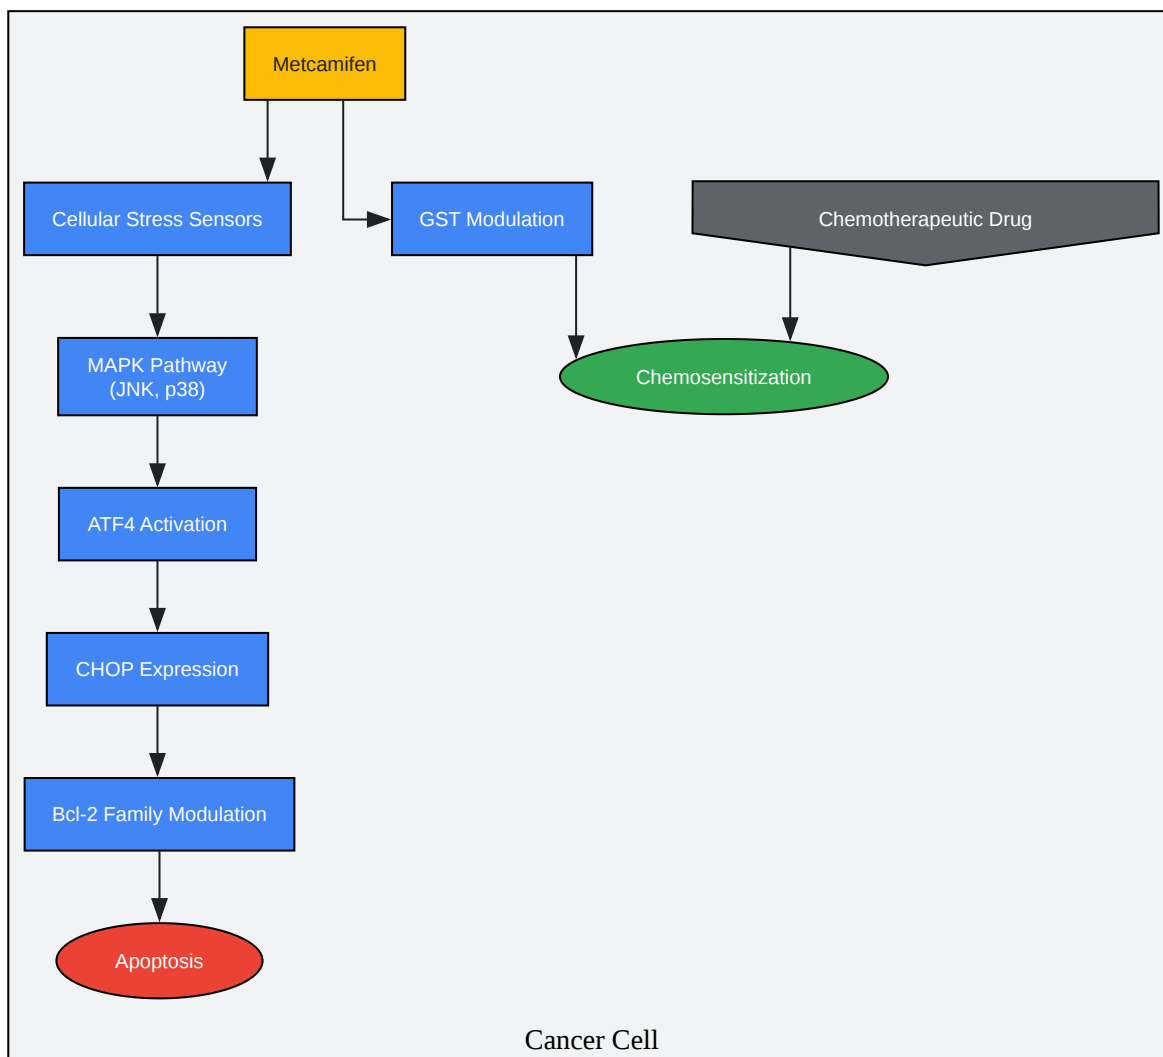 Metcamifen
Cellular Stress Sensors
GST Modulation
Chemotherapeutic Drug
MAPK Pathway
(JNK, p38)
Chemosensitization
ATF4 Activation
CHOP Expression
Bcl-2 Family Modulation
Apoptosis
Cancer Cell